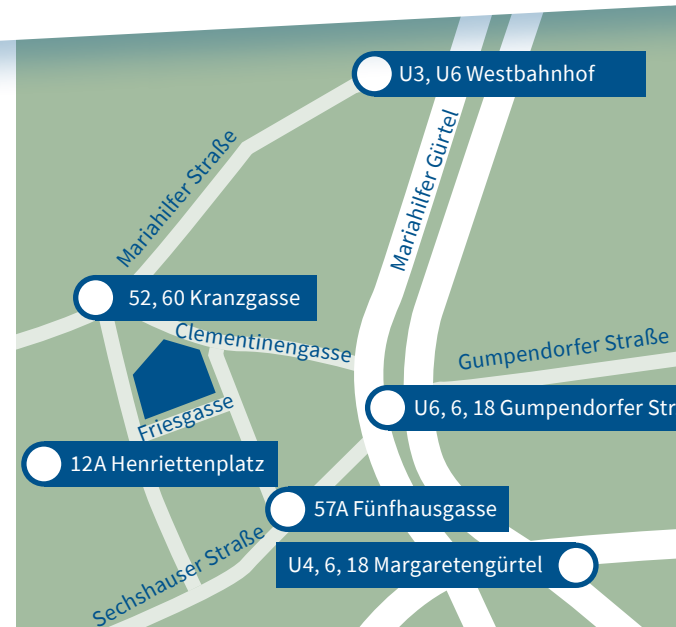 U3, U6 Westbahnhof
Mariahilfer Straße
Mariahilfer Gürtel
52, 60 Kranzgasse
Clementinengasse
Gumpendorfer Straße
Friesgasse
U6, 6, 18 Gumpendorfer Str
12A Henriettenplatz
57A Fünfhausgasse
Sechshauser Straße
U4, 6, 18 Margaretengürtel